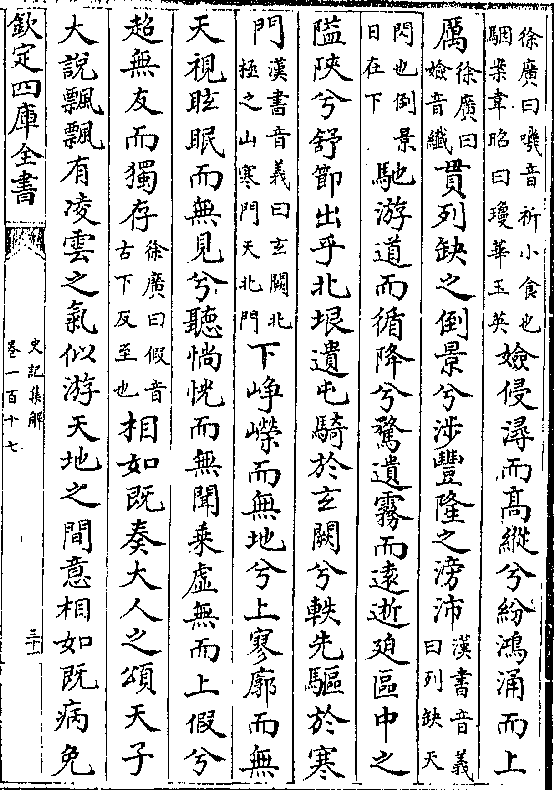 徐廣曰嘰音祈小食也
駰案韋昭曰瓊華玉英
嬐侵潯而髙縱兮紛鴻涌而上
厲
徐廣曰
嬐音纖
貫列缺之倒景兮涉豐隆之滂沛
漢書音義
曰列缺天
閃也倒景
日在下
馳游道而循降兮騖遺霧而逺逝廹區中之
隘陜兮舒節出乎北垠遺屯騎於玄闕兮軼先驅於寒
門
漢書音義曰玄闕北
極之山寒門天北門
下崢嶸而無地兮上寥廓而無
天視眩眠而無見兮聽惝恍而無聞乗虛無而上假兮
超無友而獨存
徐廣曰假音
古下反至也
相如既奏大人之頌天子
大說飄飄有凌雲之氣似游天地之間意相如既病免
欽定四庫全書
史記集解
卷一百十七
三十